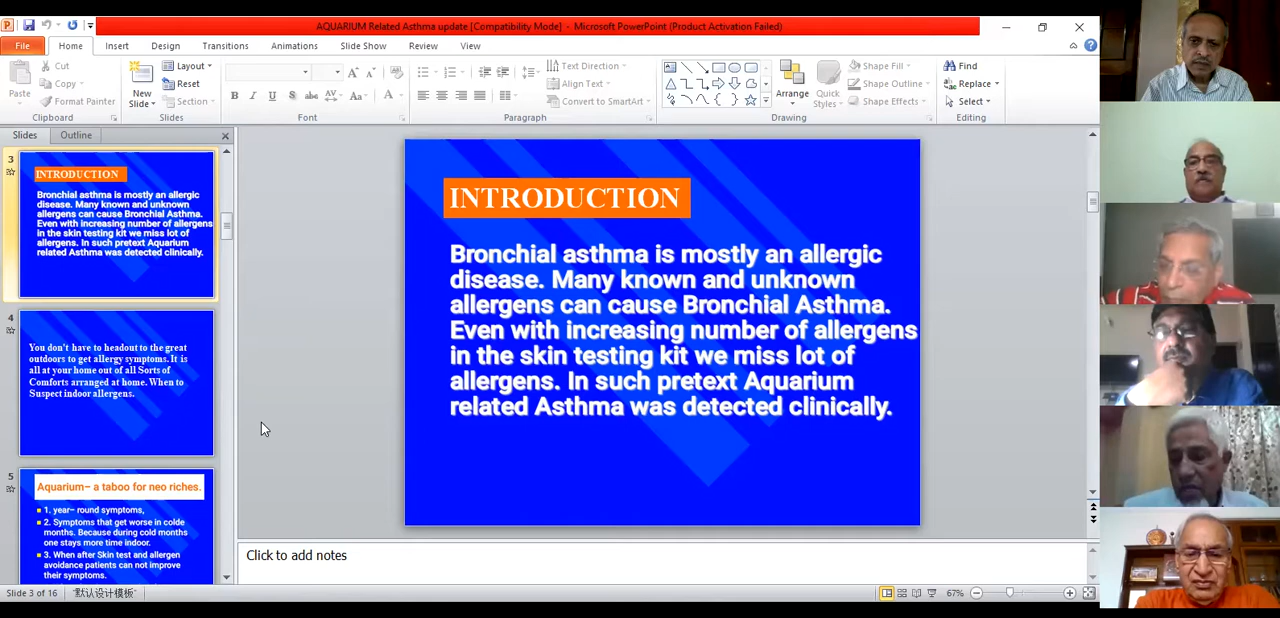 AQUARIUM Related Asthma update [Compatibility Mode] - Microsoft PowerPoint (Product Activation Failed)
File Home Insert Design Transitions Animations Slide Show Review View
Cut
Copy
Format Painter
Paste
Clipboard
New
Slide
Layout
Reset
Section
Slides
B I U S abc AV Aa A
Font
Text Direction
Align Text
Convert to SmartArt
Paragraph
Arrange
Quick
Styles
Shape Fill
Shape Outline
Shape Effects
Drawing
Find
Replace
Select
Editing
Slides Outline
3
INTRODUCTION
Bronchial asthma is mostly an allergic
disease. Many known and unknown
allergens can cause Bronchial Asthma.
Even with increasing number of allergens
in the skin testing kit we miss lot of
allergens. In such pretext Aquarium
related Asthma was detected clinically.
4
You don't have to headout to the great
outdoors to get allergy symptoms. It is
all at your home out of all Sorts of
Comforts arranged at home. When to
Suspect indoor allergens.
5
Aquarium– a taboo for neo riches.
1. year– round symptoms,
2. Symptoms that get worse in colde
months. Because during cold months
one stays more time indoor.
3. When after Skin test and allergen
avoidance patients can not improve
their symptoms.
INTRODUCTION
Bronchial asthma is mostly an allergic
disease. Many known and unknown
allergens can cause Bronchial Asthma.
Even with increasing number of allergens
in the skin testing kit we miss lot of
allergens. In such pretext Aquarium
related Asthma was detected clinically.
Click to add notes
Slide 3 of 16 "默认设计模板" 67%